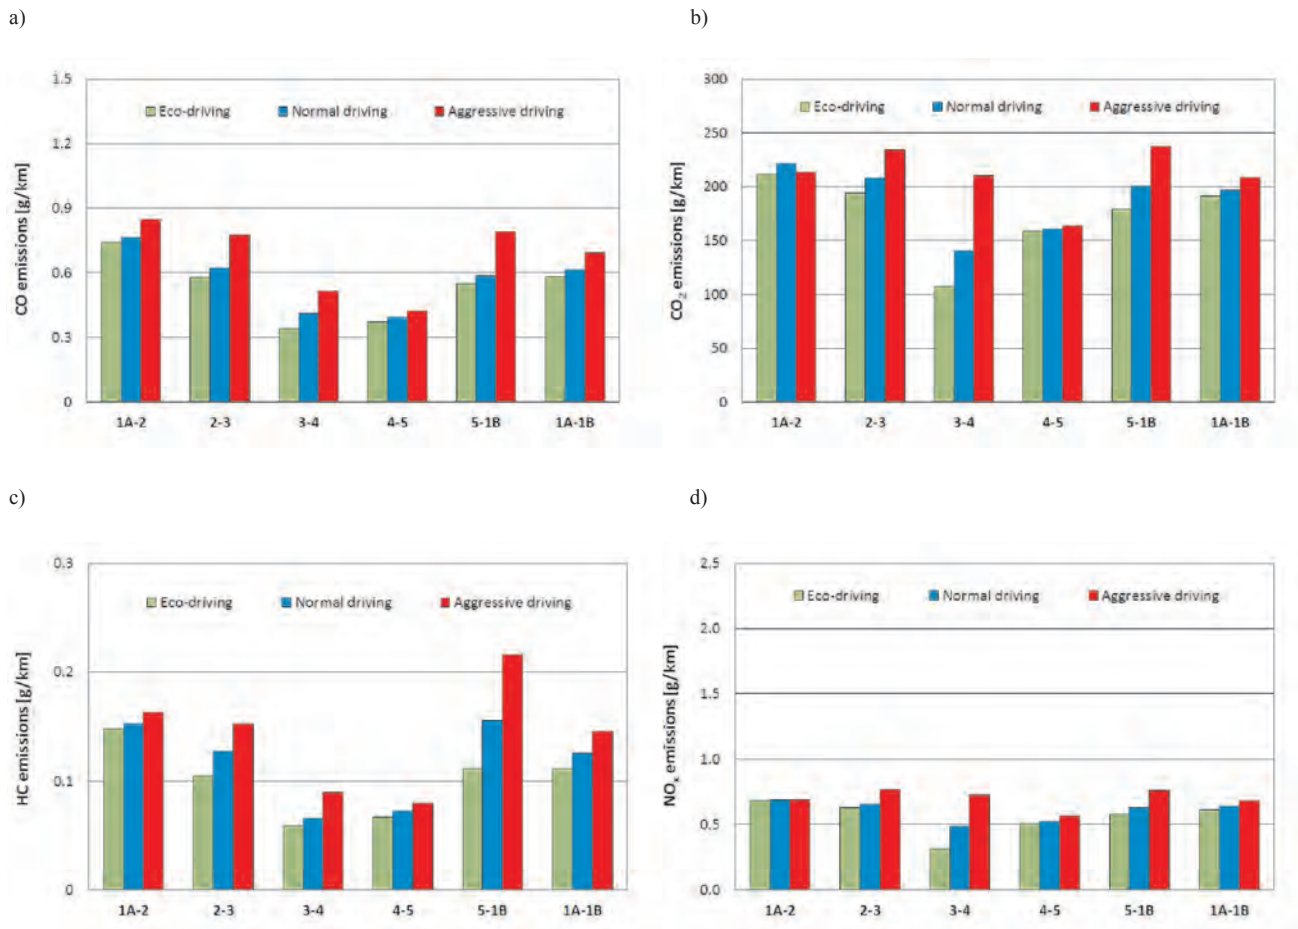 a)
b)
CO emissions [g/km]
1.5
1.2
0.9
0.6
0.3
0
Eco-driving Normal driving Aggressive driving
1A-2 2-3 3-4 4-5 5-1B 1A-1B
CO₂ emissions [g/km]
300
250
200
150
100
50
0
Eco-driving Normal driving Aggressive driving
1A-2 2-3 3-4 4-5 5-1B 1A-1B
c)
d)
HC emissions [g/km]
0.3
0.2
0.1
0
Eco-driving Normal driving Aggressive driving
1A-2 2-3 3-4 4-5 5-1B 1A-1B
NOₓ emissions [g/km]
2.5
2.0
1.5
1.0
0.5
0.0
Eco-driving Normal driving Aggressive driving
1A-2 2-3 3-4 4-5 5-1B 1A-1B